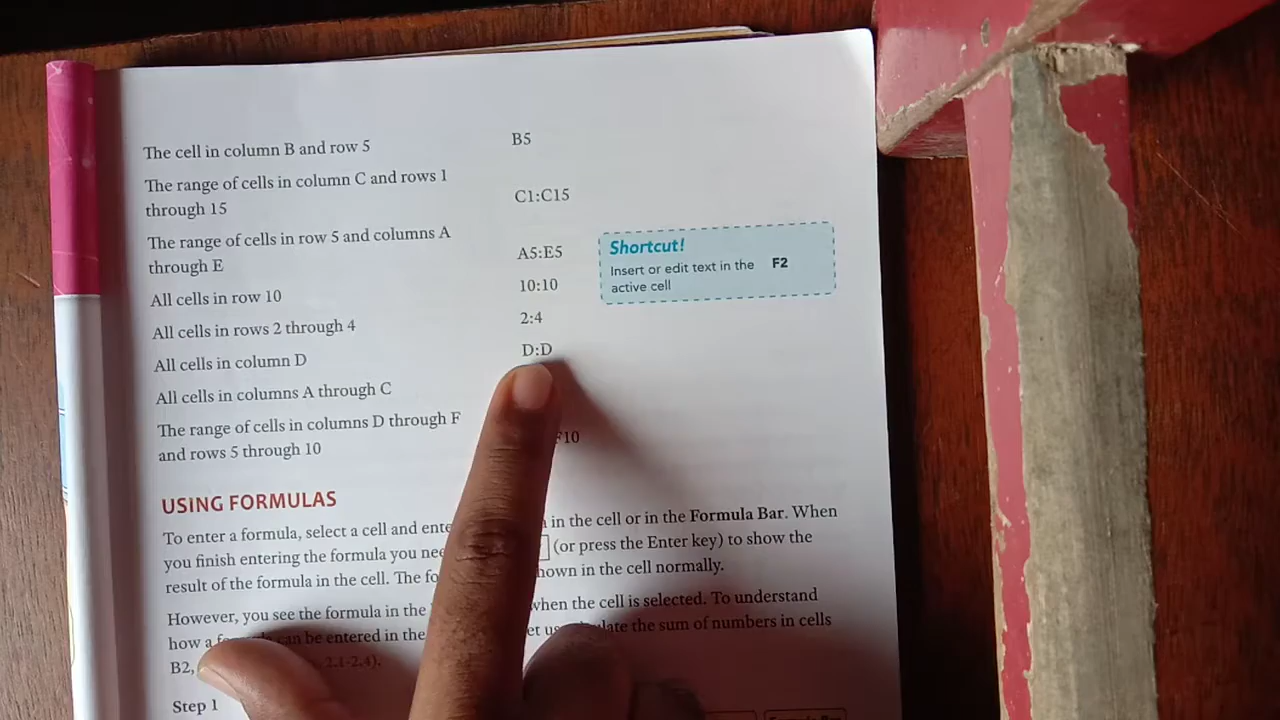 The cell in column B and row 5 B5
The range of cells in column C and rows 1
through 15 C1:C15
The range of cells in row 5 and columns A
through E A5:E5
All cells in row 10 10:10
All cells in rows 2 through 4 2:4
All cells in column D D:D
All cells in columns A through C
The range of cells in columns D through F
and rows 5 through 10 F10
Shortcut!
Insert or edit text in the F2
active cell
USING FORMULAS
To enter a formula, select a cell and in the cell or in the Formula Bar. When
you finish entering the formula you (or press the Enter key) to show the
result of the formula in the cell. The shown in the cell normally.
However, you see the formula in the when the cell is selected. To understand
how a can be entered in the the sum of numbers in cells
B2, 2.1-2.4).
Step 1
Formula Bar